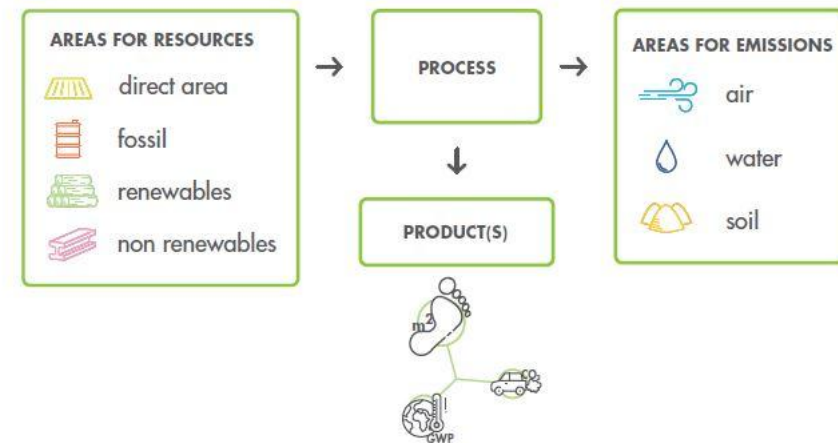 AREAS FOR RESOURCES
direct area
fossil
renewables
non renewables
PROCESS
PRODUCT(S)
AREAS FOR EMISSIONS
air
water
soil
m²
CO₂
GWP